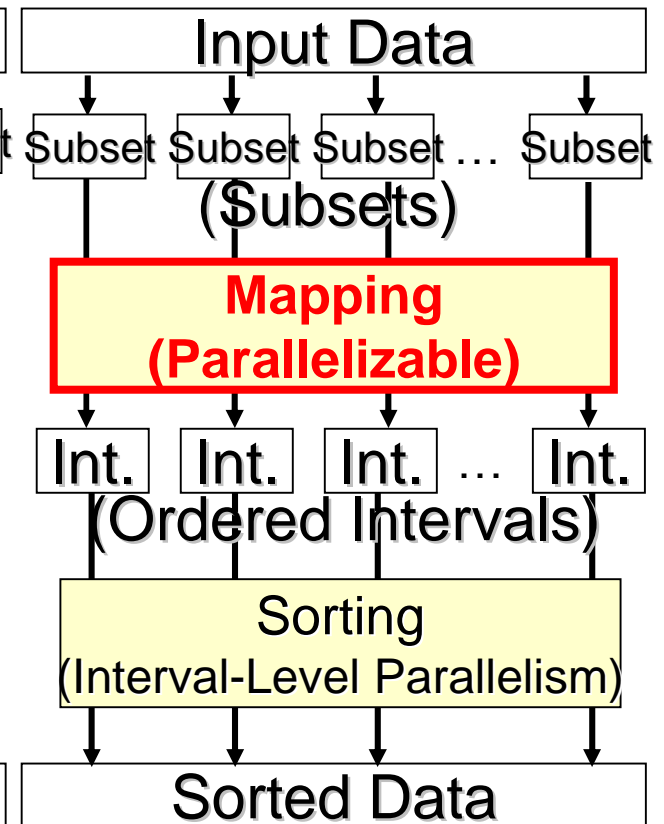 Input Data
Subset Subset Subset ... Subset
(Subsets)
Mapping
(Parallelizable)
Int. Int. Int. ... Int.
(Ordered Intervals)
Sorting
(Interval-Level Parallelism)
Sorted Data